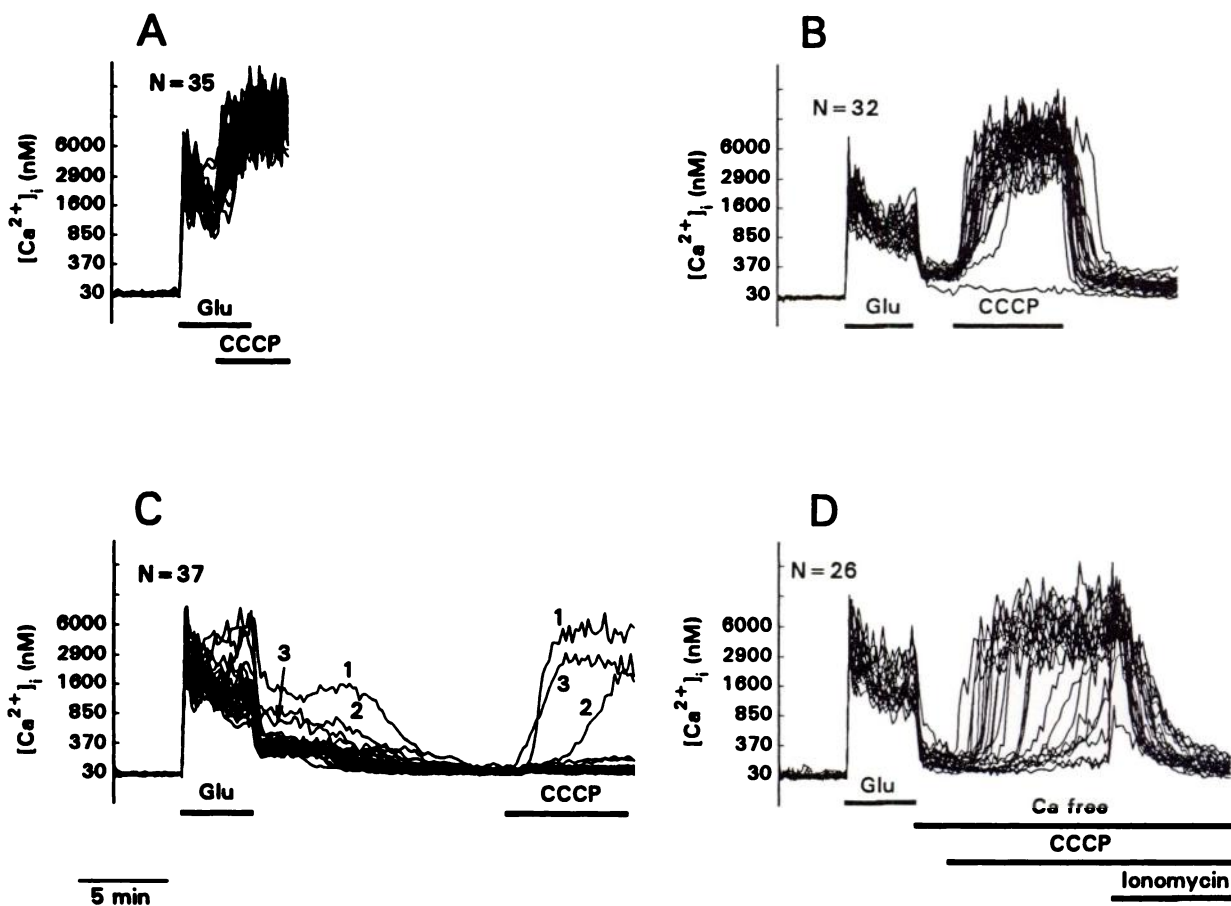 A
N=35
[Ca2+]i (nM)
6000
2900
1600
850
370
30
Glu
CCCP
B
N=32
[Ca2+]i (nM)
6000
2900
1600
850
370
30
Glu
CCCP
C
N=37
[Ca2+]i (nM)
6000
2900
1600
850
370
30
3
1
2
1
3
2
Glu
CCCP
5 min
D
N=26
[Ca2+]i (nM)
6000
2900
1600
850
370
30
Glu
Ca free
CCCP
Ionomycin